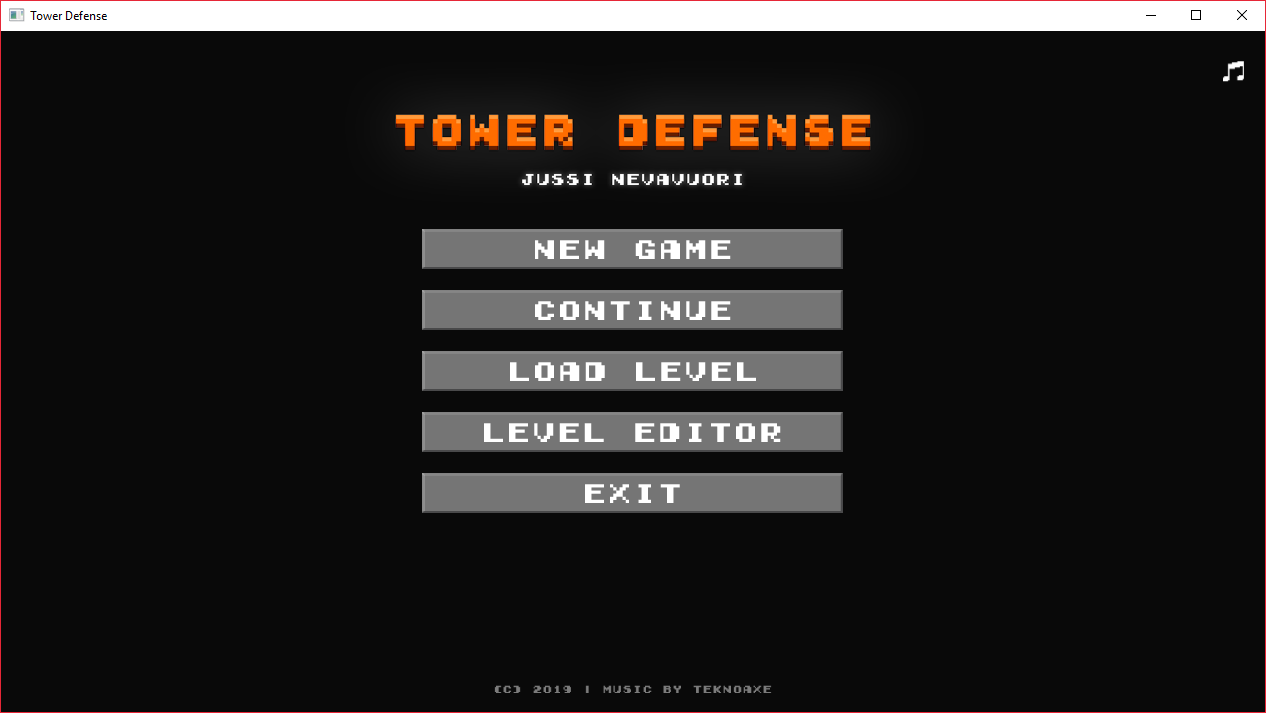 Tower Defense
TOWER DEFENSE
JUSSI NEVAVUORI
NEW GAME
CONTINUE
LOAD LEVEL
LEVEL EDITOR
EXIT
(C) 2019 | MUSIC BY TEKNOAXE